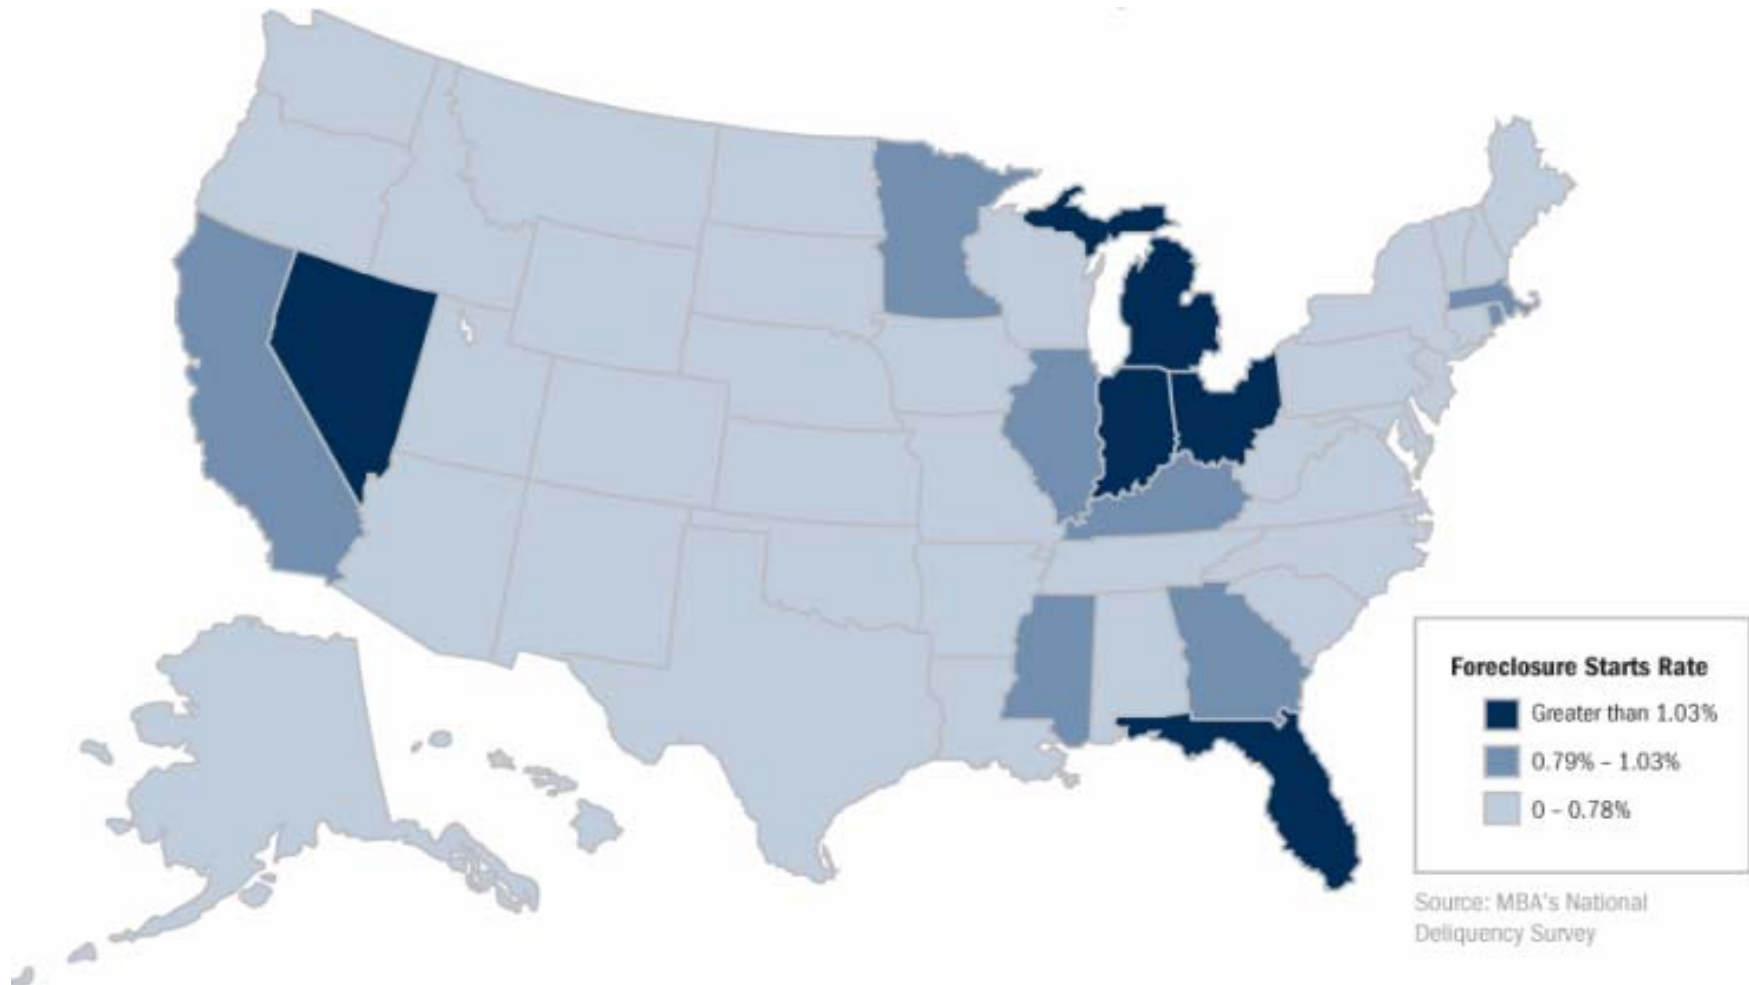 Foreclosure Starts Rate
Greater than 1.03%
0.79% – 1.03%
0 – 0.78%
Source: MBA's National
Deliquency Survey